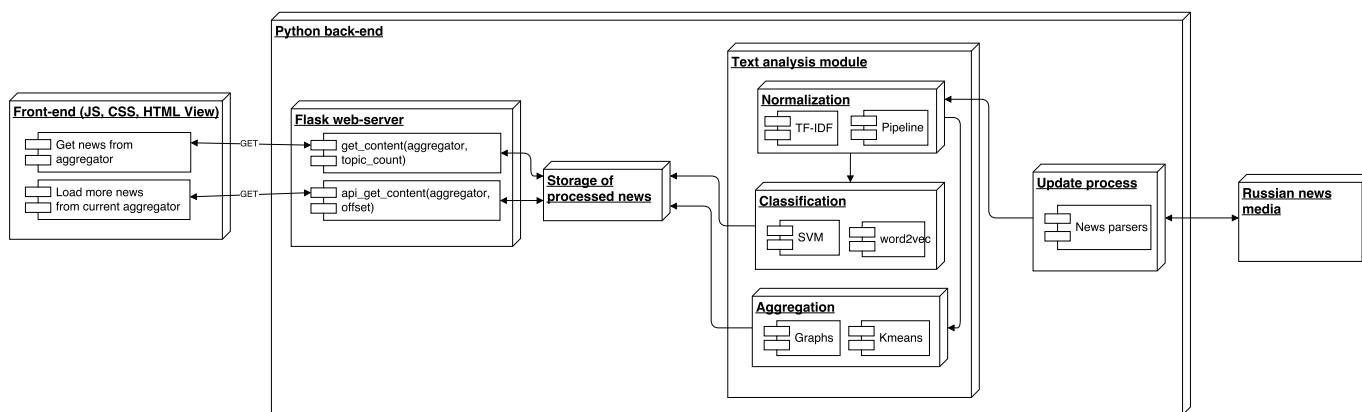 Python back-end
Front-end (JS, CSS, HTML View)
Get news from
aggregator
Load more news
from current aggregator
GET
GET
Flask web-server
get_content(aggregator,
topic_count)
api_get_content(aggregator,
offset)
Storage of
processed news
Text analysis module
Normalization
TF-IDF
Pipeline
Classification
SVM
word2vec
Aggregation
Graphs
Kmeans
Update process
News parsers
Russian news
media